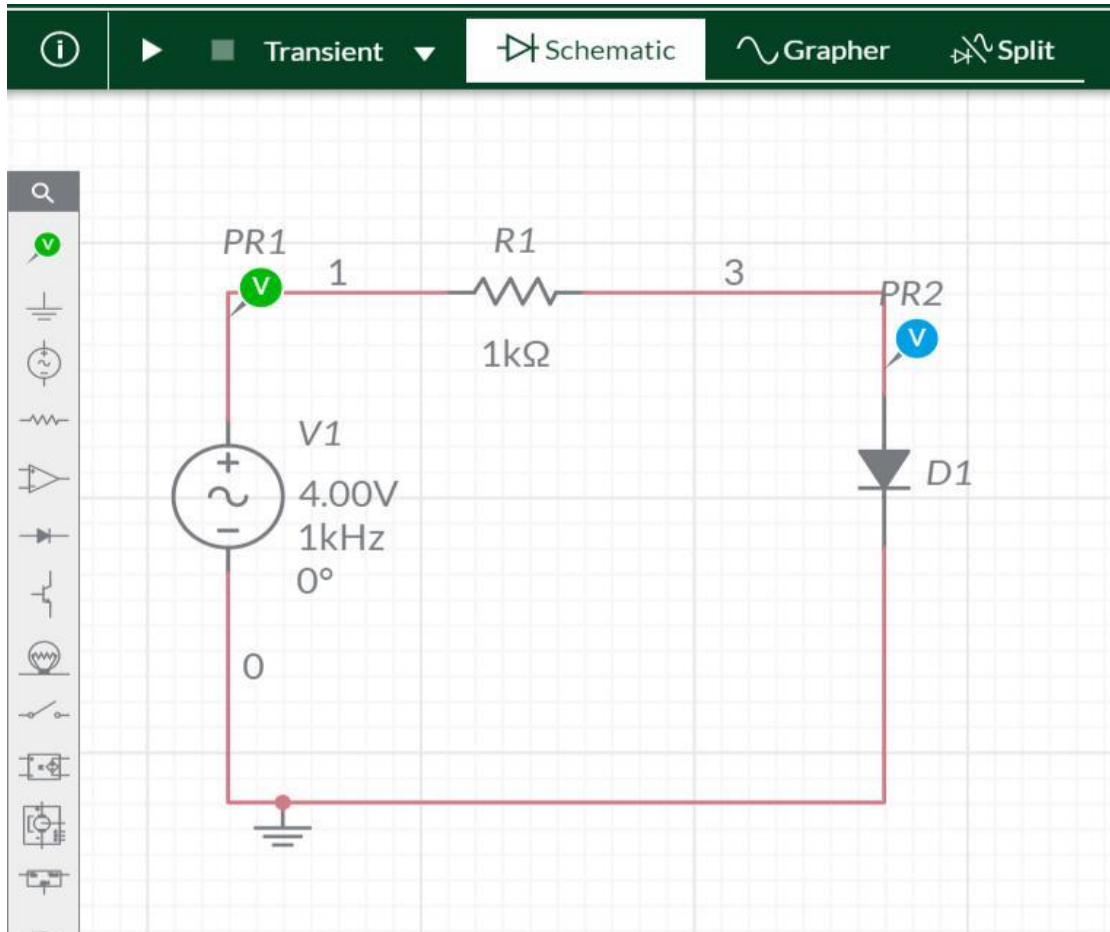 Transient
Schematic
Grapher
Split
PR1
V
1
R1
1kΩ
3
PR2
V
V
V1
4.00V
1kHz
0°
D1
0